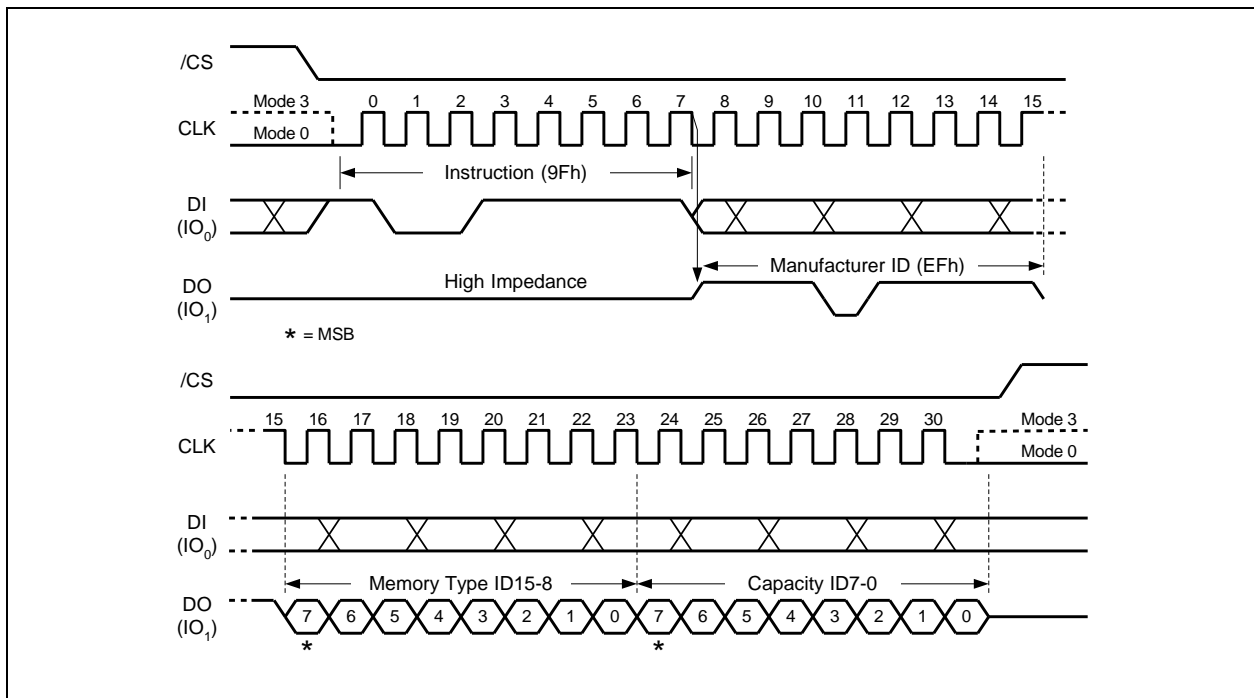 /CS
Mode 3 0 1 2 3 4 5 6 7 8 9 10 11 12 13 14 15
CLK
Mode 0
Instruction (9Fh)
DI
(IO₀)
Manufacturer ID (EFh)
High Impedance
DO
(IO₁)
* = MSB
/CS
15 16 17 18 19 20 21 22 23 24 25 26 27 28 29 30 Mode 3
CLK
Mode 0
DI
(IO₀)
Memory Type ID15-8 Capacity ID7-0
DO 7 6 5 4 3 2 1 0 7 6 5 4 3 2 1 0
(IO₁)
* *